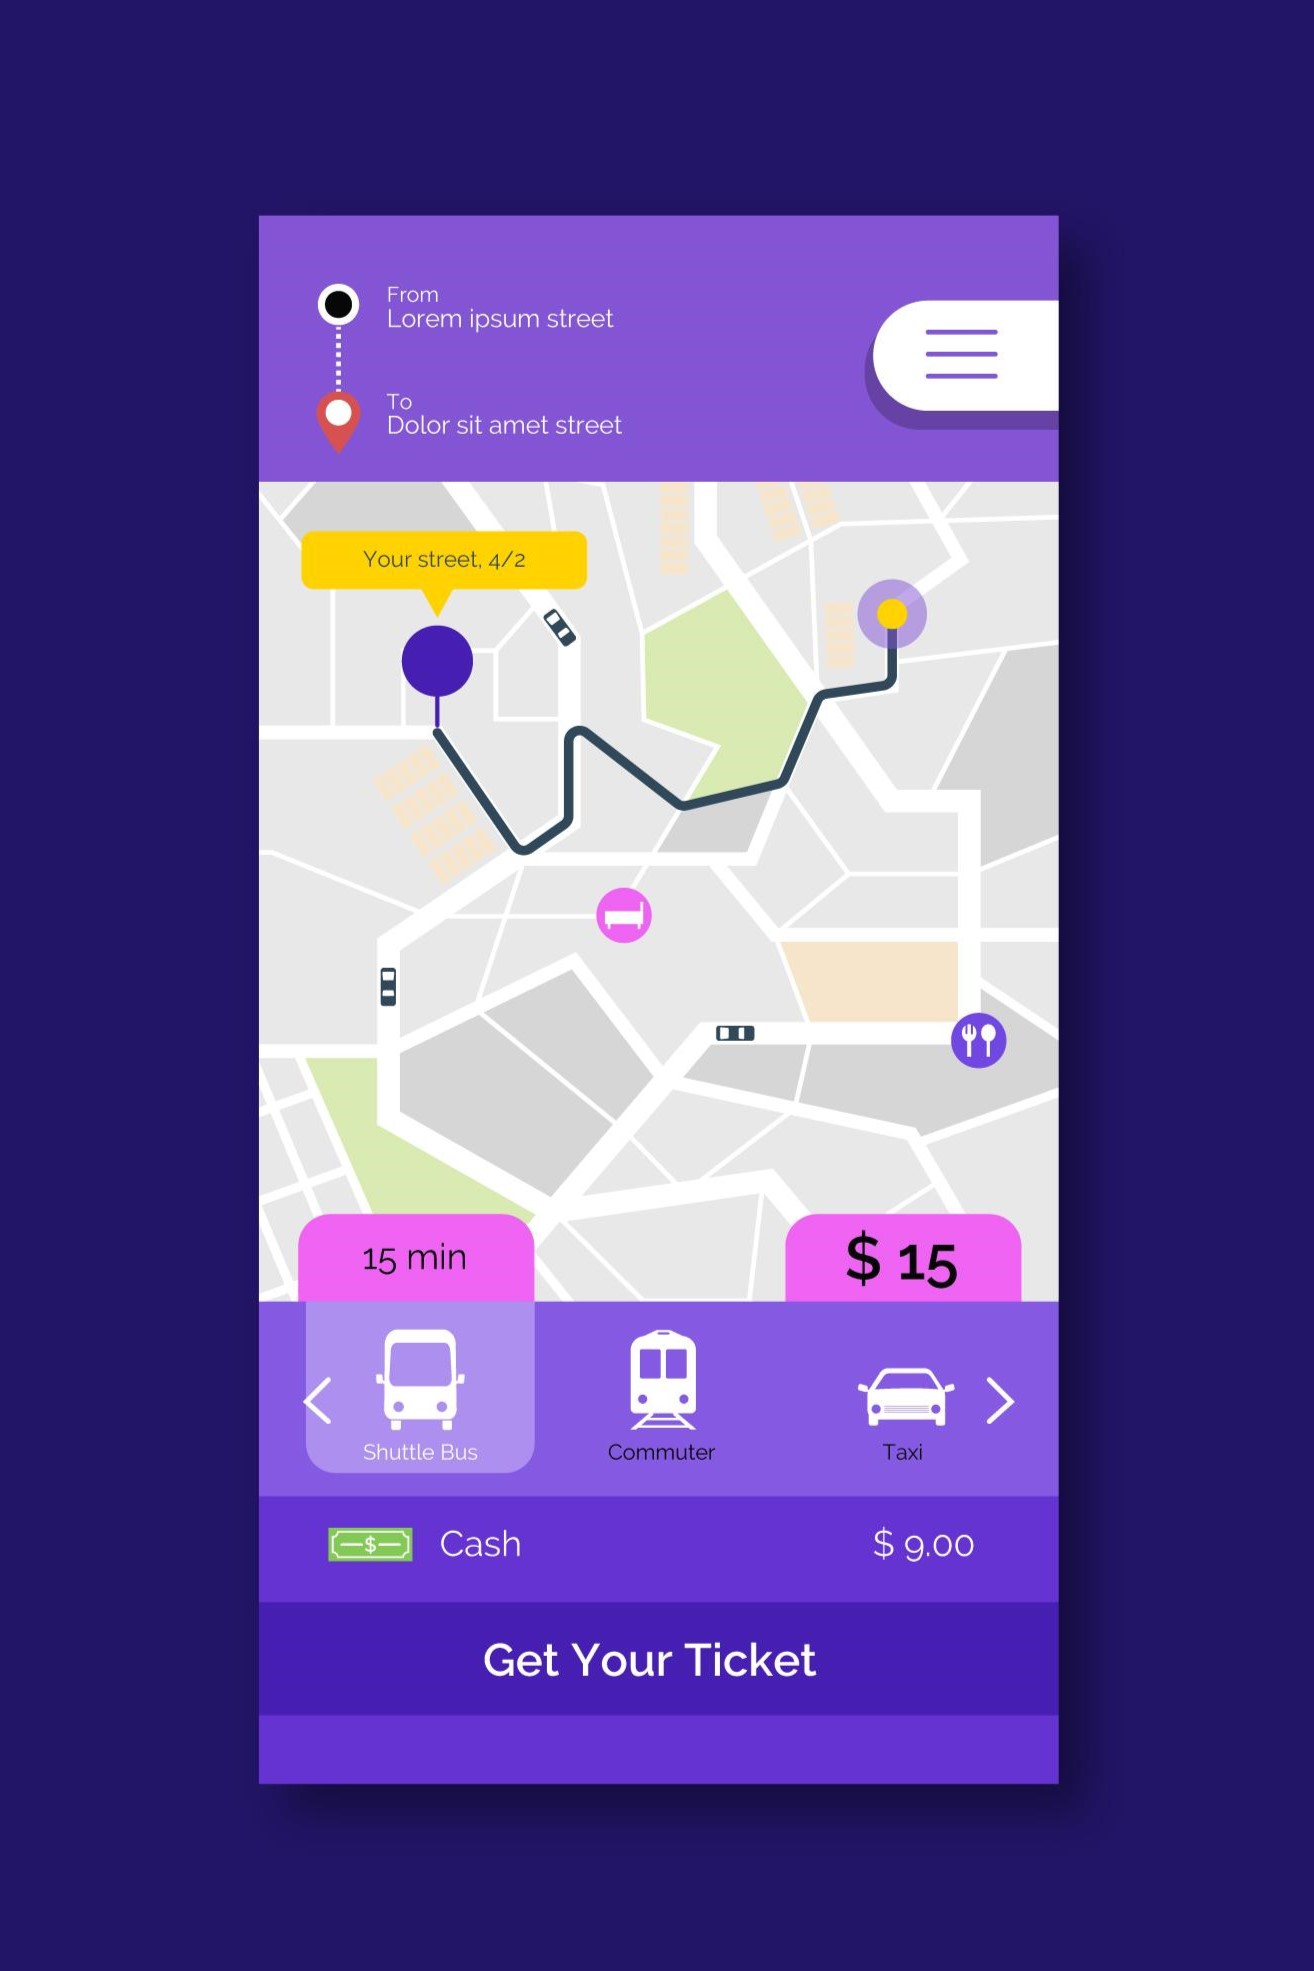 From
Lorem ipsum street
To
Dolor sit amet street
Your street, 4/2
15 min
$ 15
Shuttle Bus
Commuter
Taxi
$
Cash
$ 9.00
Get Your Ticket